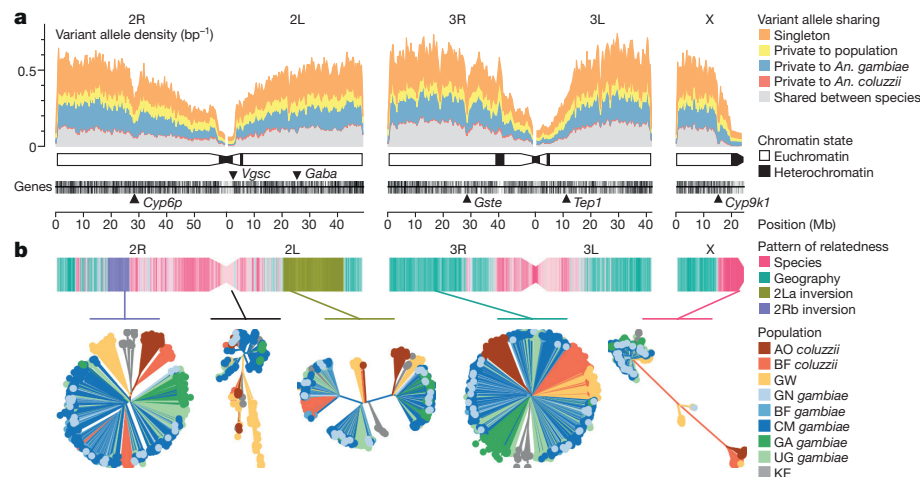 a
2R 2L 3R 3L X
Variant allele density (bp⁻¹)
0.5
0
Variant allele sharing
Singleton
Private to population
Private to An. gambiae
Private to An. coluzzii
Shared between species
Chromatin state
Euchromatin
Heterochromatin
Vgsc Gaba
Genes
Cyp6p Gste Tep1 Cyp9k1
0 10 20 30 40 50 60 0 10 20 30 40 0 10 20 30 40 50 0 10 20 30 40 0 10 20
Position (Mb)
b
2R 2L 3R 3L X
Pattern of relatedness
Species
Geography
2La inversion
2Rb inversion
Population
AO coluzzii
BF coluzzii
GW
GN gambiae
BF gambiae
CM gambiae
GA gambiae
UG gambiae
KE